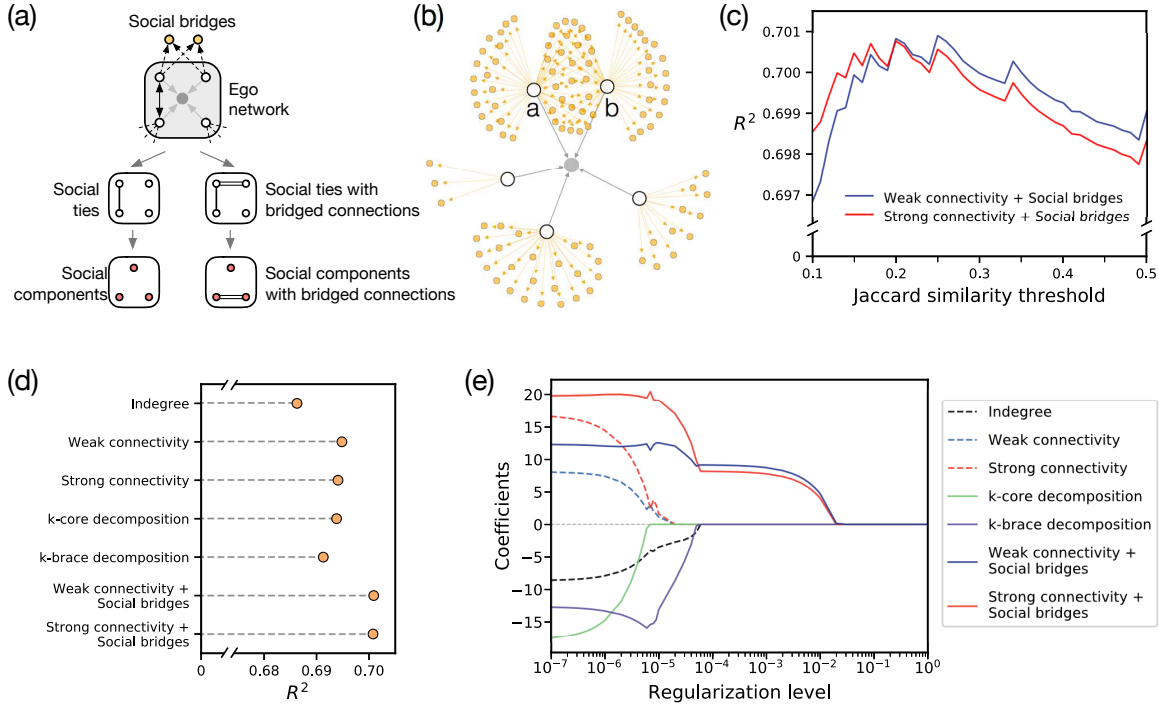 (a)
Social bridges
Ego
network
Social
ties
Social ties with
bridged connections
Social
components
Social components
with bridged connections
(b)
a
b
(c)
R²
0.701
0.700
0.699
0.698
0.697
0
Weak connectivity + Social bridges
Strong connectivity + Social bridges
0.1
0.2
0.3
0.4
0.5
Jaccard similarity threshold
(d)
Indegree
Weak connectivity
Strong connectivity
k-core decomposition
k-brace decomposition
Weak connectivity +
Social bridges
Strong connectivity +
Social bridges
0
0.68
0.69
0.70
R²
(e)
Coefficients
20
15
10
5
0
−5
−10
−15
10⁻⁷
10⁻⁶
10⁻⁵
10⁻⁴
10⁻³
10⁻²
10⁻¹
10⁰
Regularization level
Indegree
Weak connectivity
Strong connectivity
k-core decomposition
k-brace decomposition
Weak connectivity +
Social bridges
Strong connectivity +
Social bridges